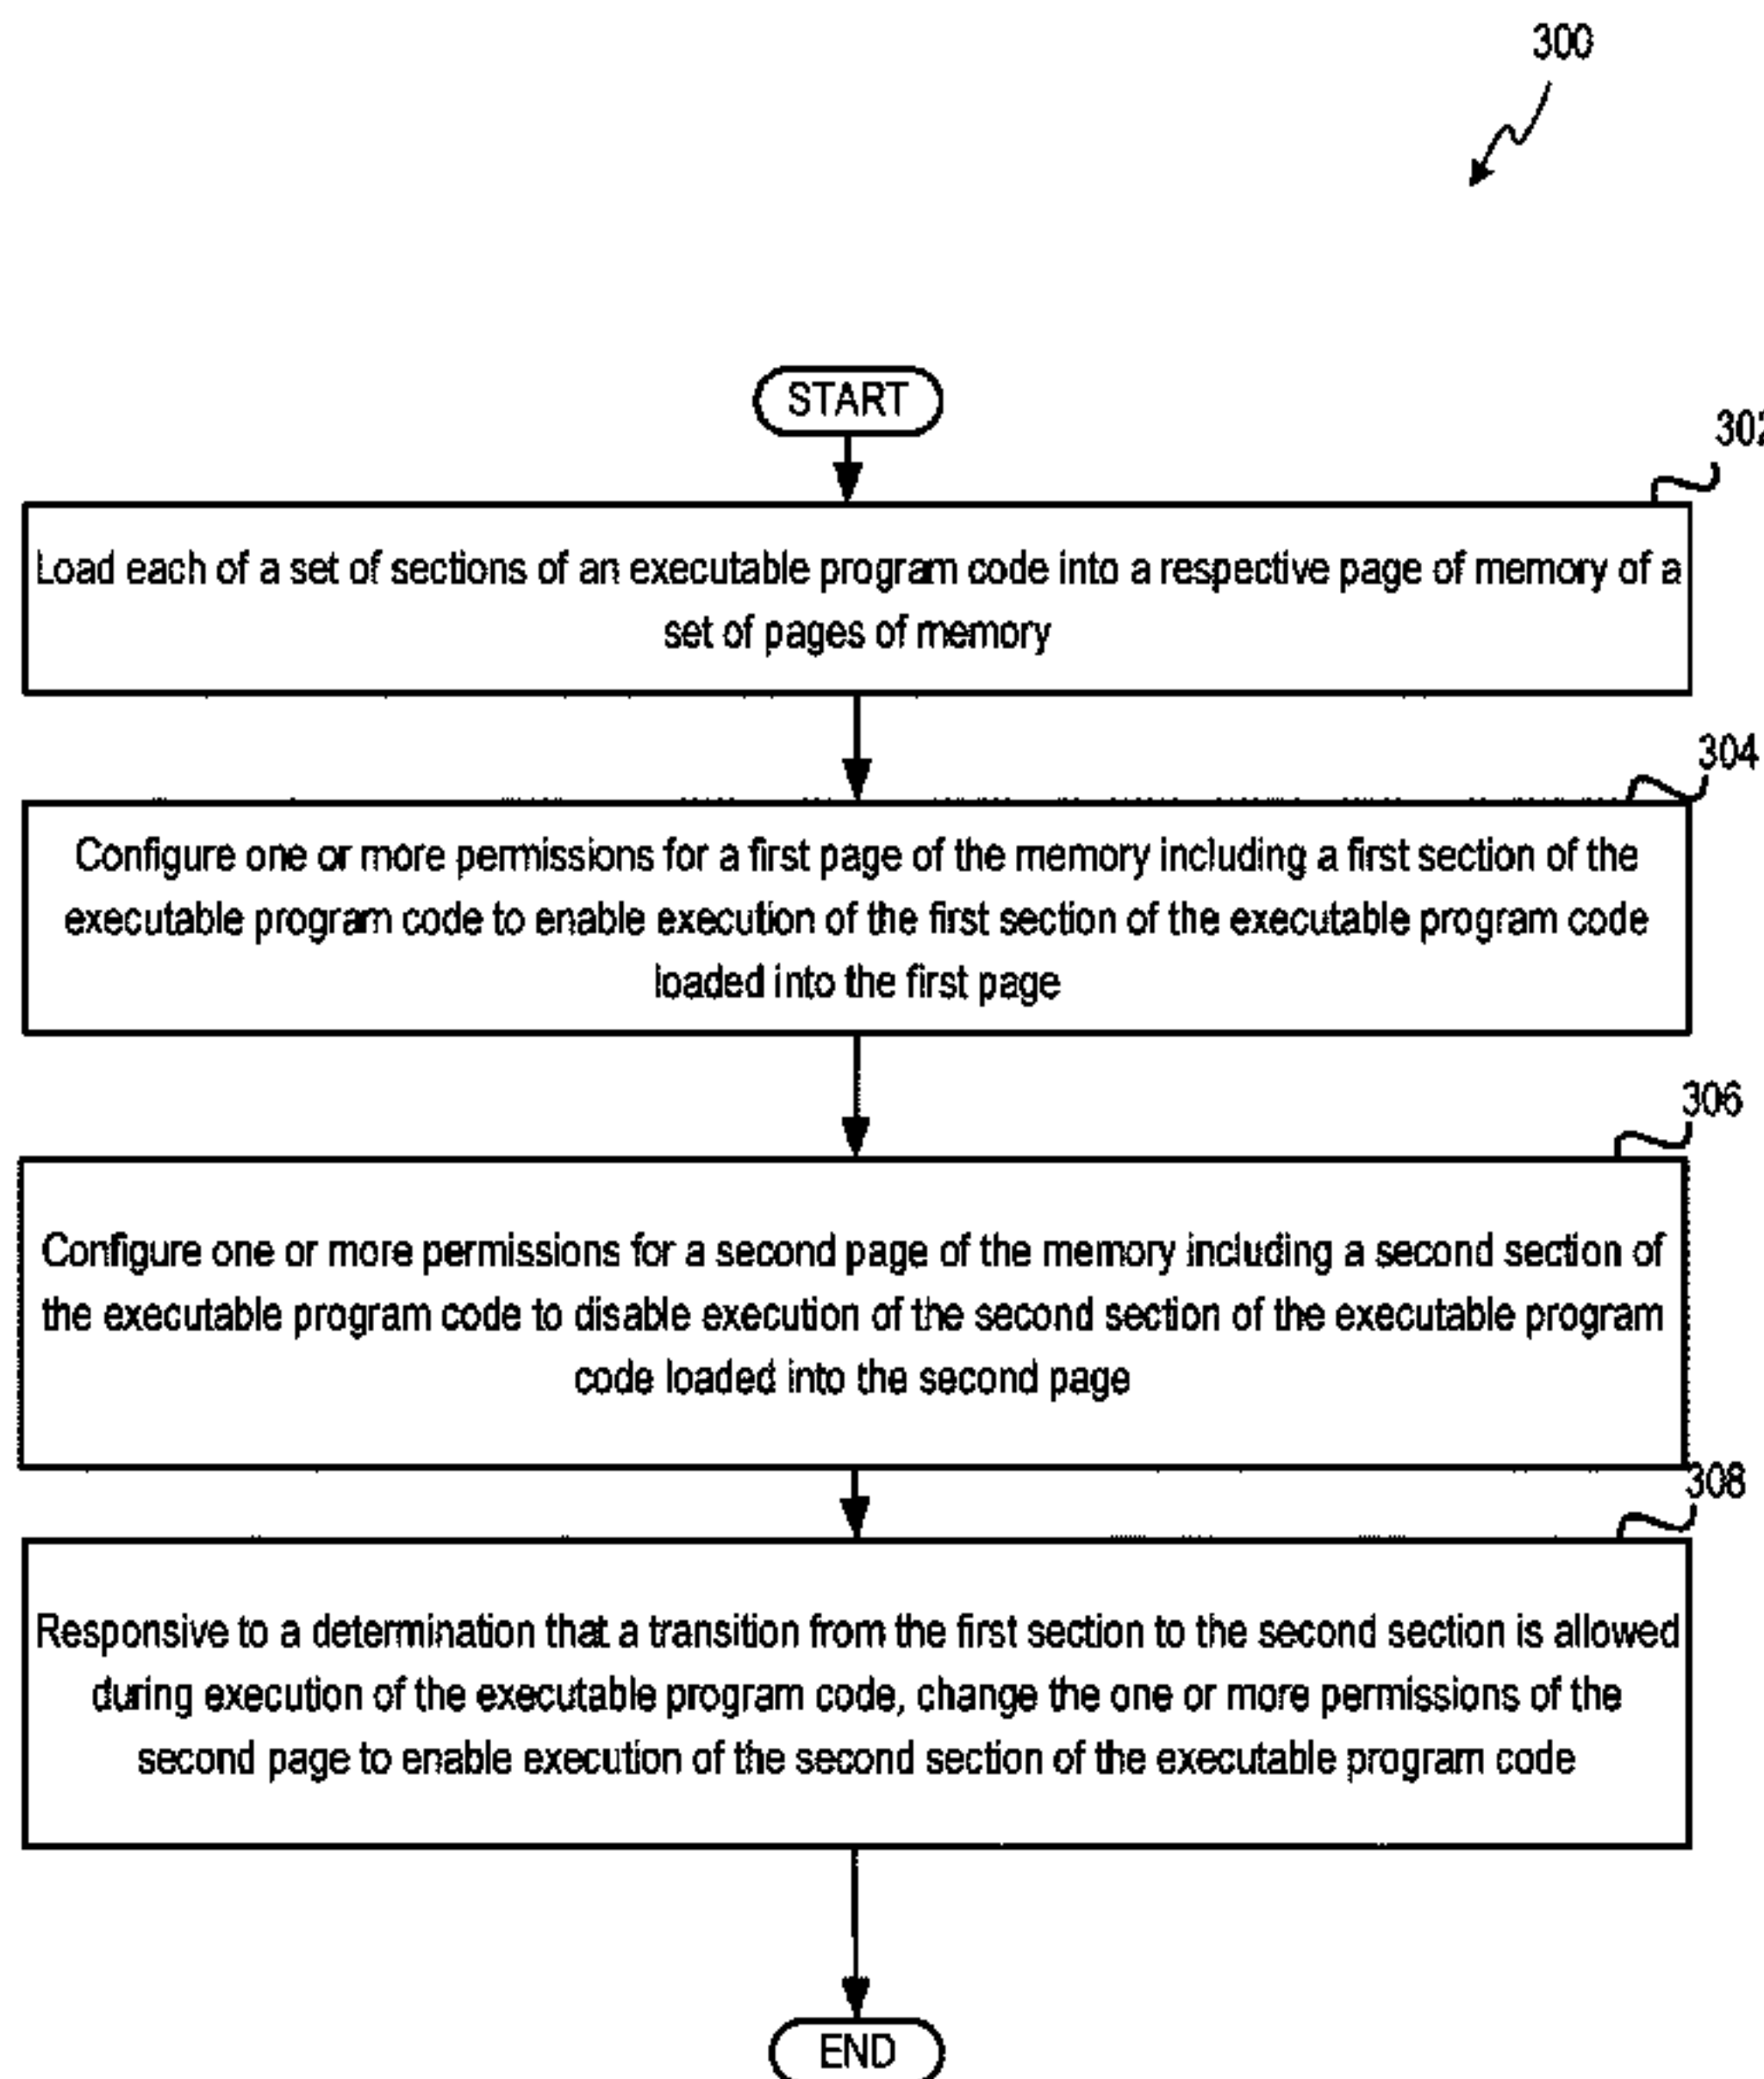 300
START
302
Load each of a set of sections of an executable program code into a respective page of memory of a
set of pages of memory
304
Configure one or more permissions for a first page of the memory including a first section of the
executable program code to enable execution of the first section of the executable program code
loaded into the first page
306
Configure one or more permissions for a second page of the memory including a second section of
the executable program code to disable execution of the second section of the executable program
code loaded into the second page
308
Responsive to a determination that a transition from the first section to the second section is allowed
during execution of the executable program code, change the one or more permissions of the
second page to enable execution of the second section of the executable program code
END